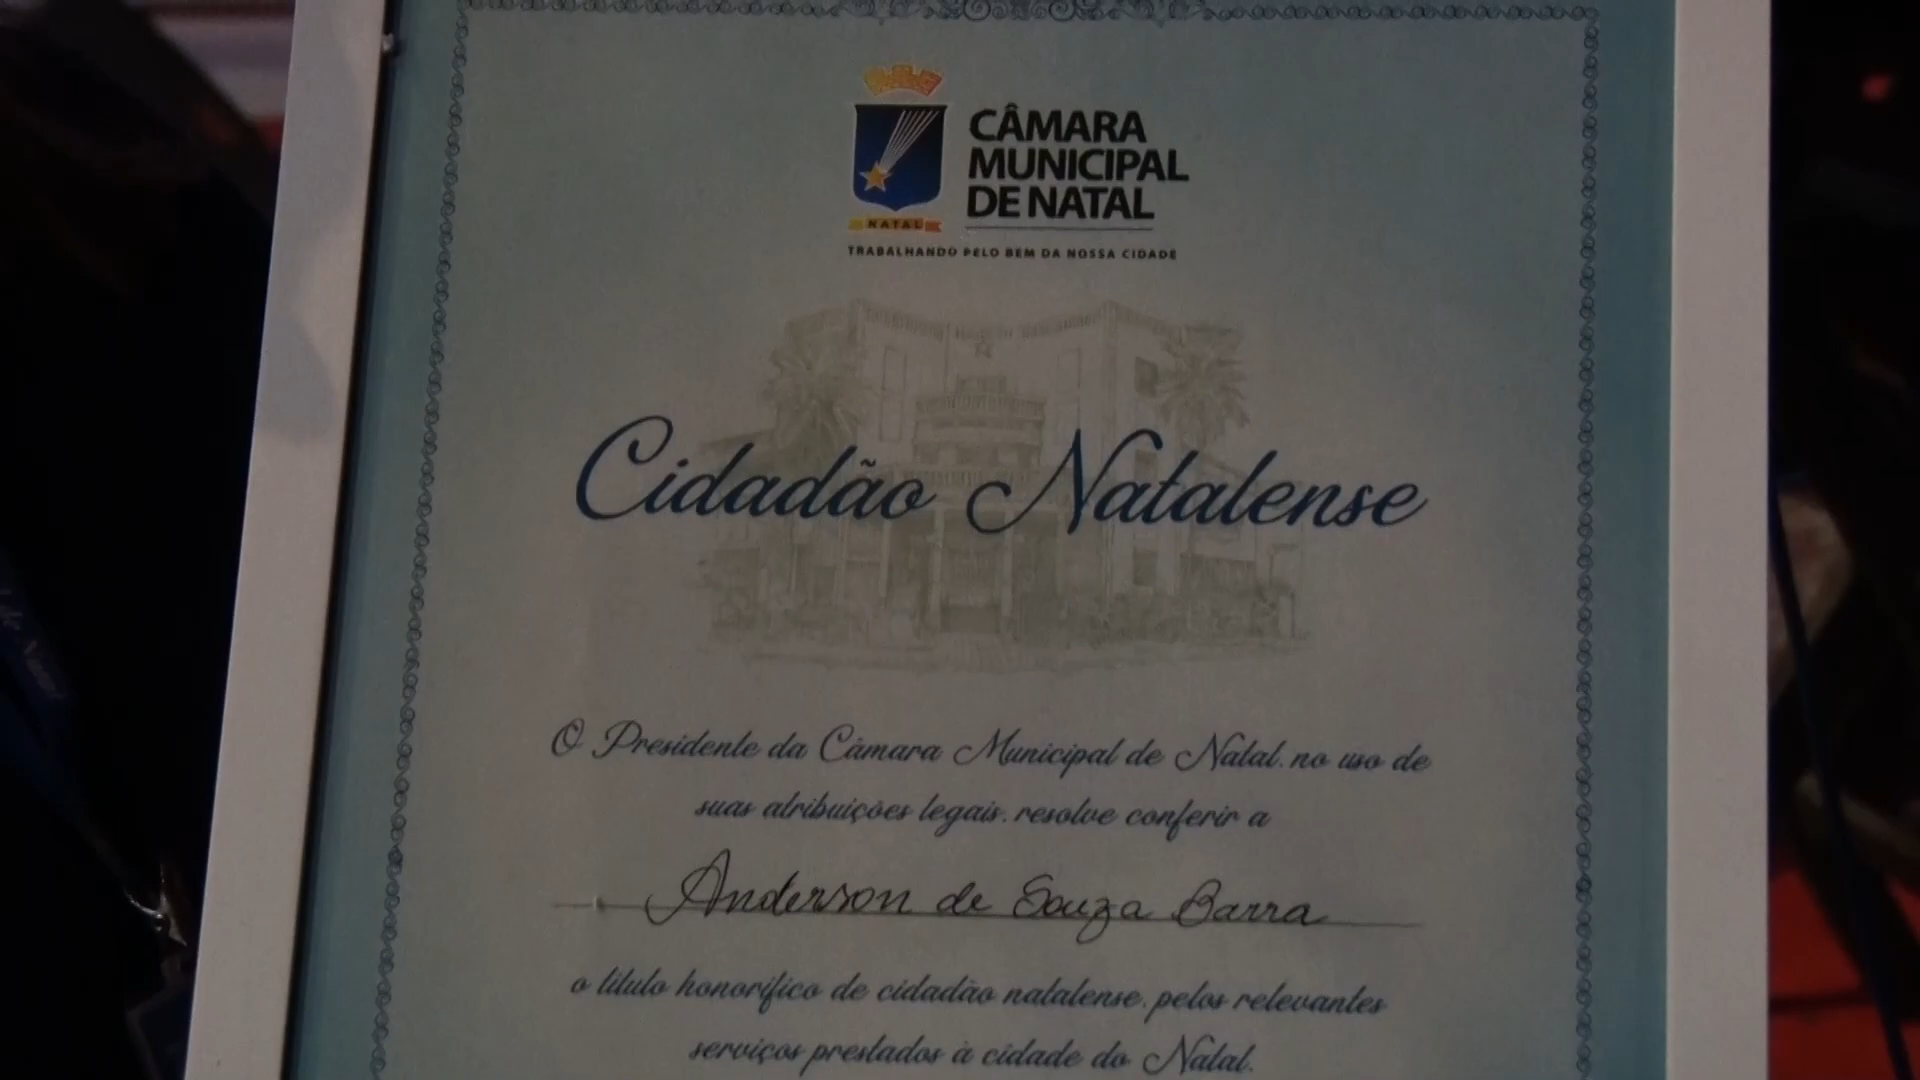 CÂMARA
MUNICIPAL
DE NATAL
NATAL
TRABALHANDO PELO BEM DA NOSSA CIDADE
Cidadão Natalense
O Presidente da Câmara Municipal de Natal, no uso de
suas atribuições legais, resolve conferir a
Anderson de Souza Barra
o título honorífico de cidadão natalense, pelos relevantes
serviços prestados à cidade do Natal.